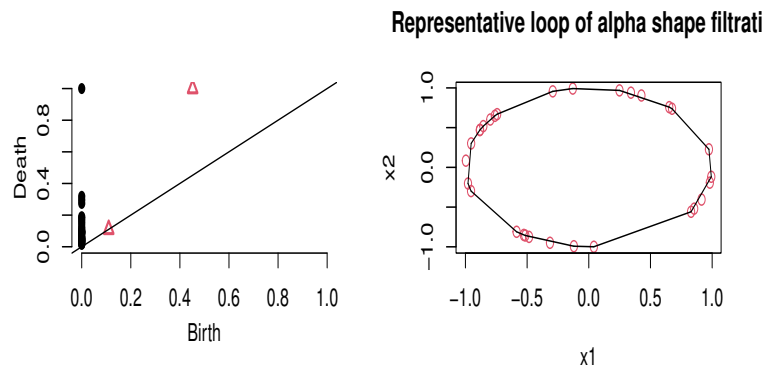 Representative loop of alpha shape filtrati
Death
0.0 0.4 0.8
0.0 0.2 0.4 0.6 0.8 1.0
Birth
x2
−1.0 0.0 1.0
−1.0 −0.5 0.0 0.5 1.0
x1